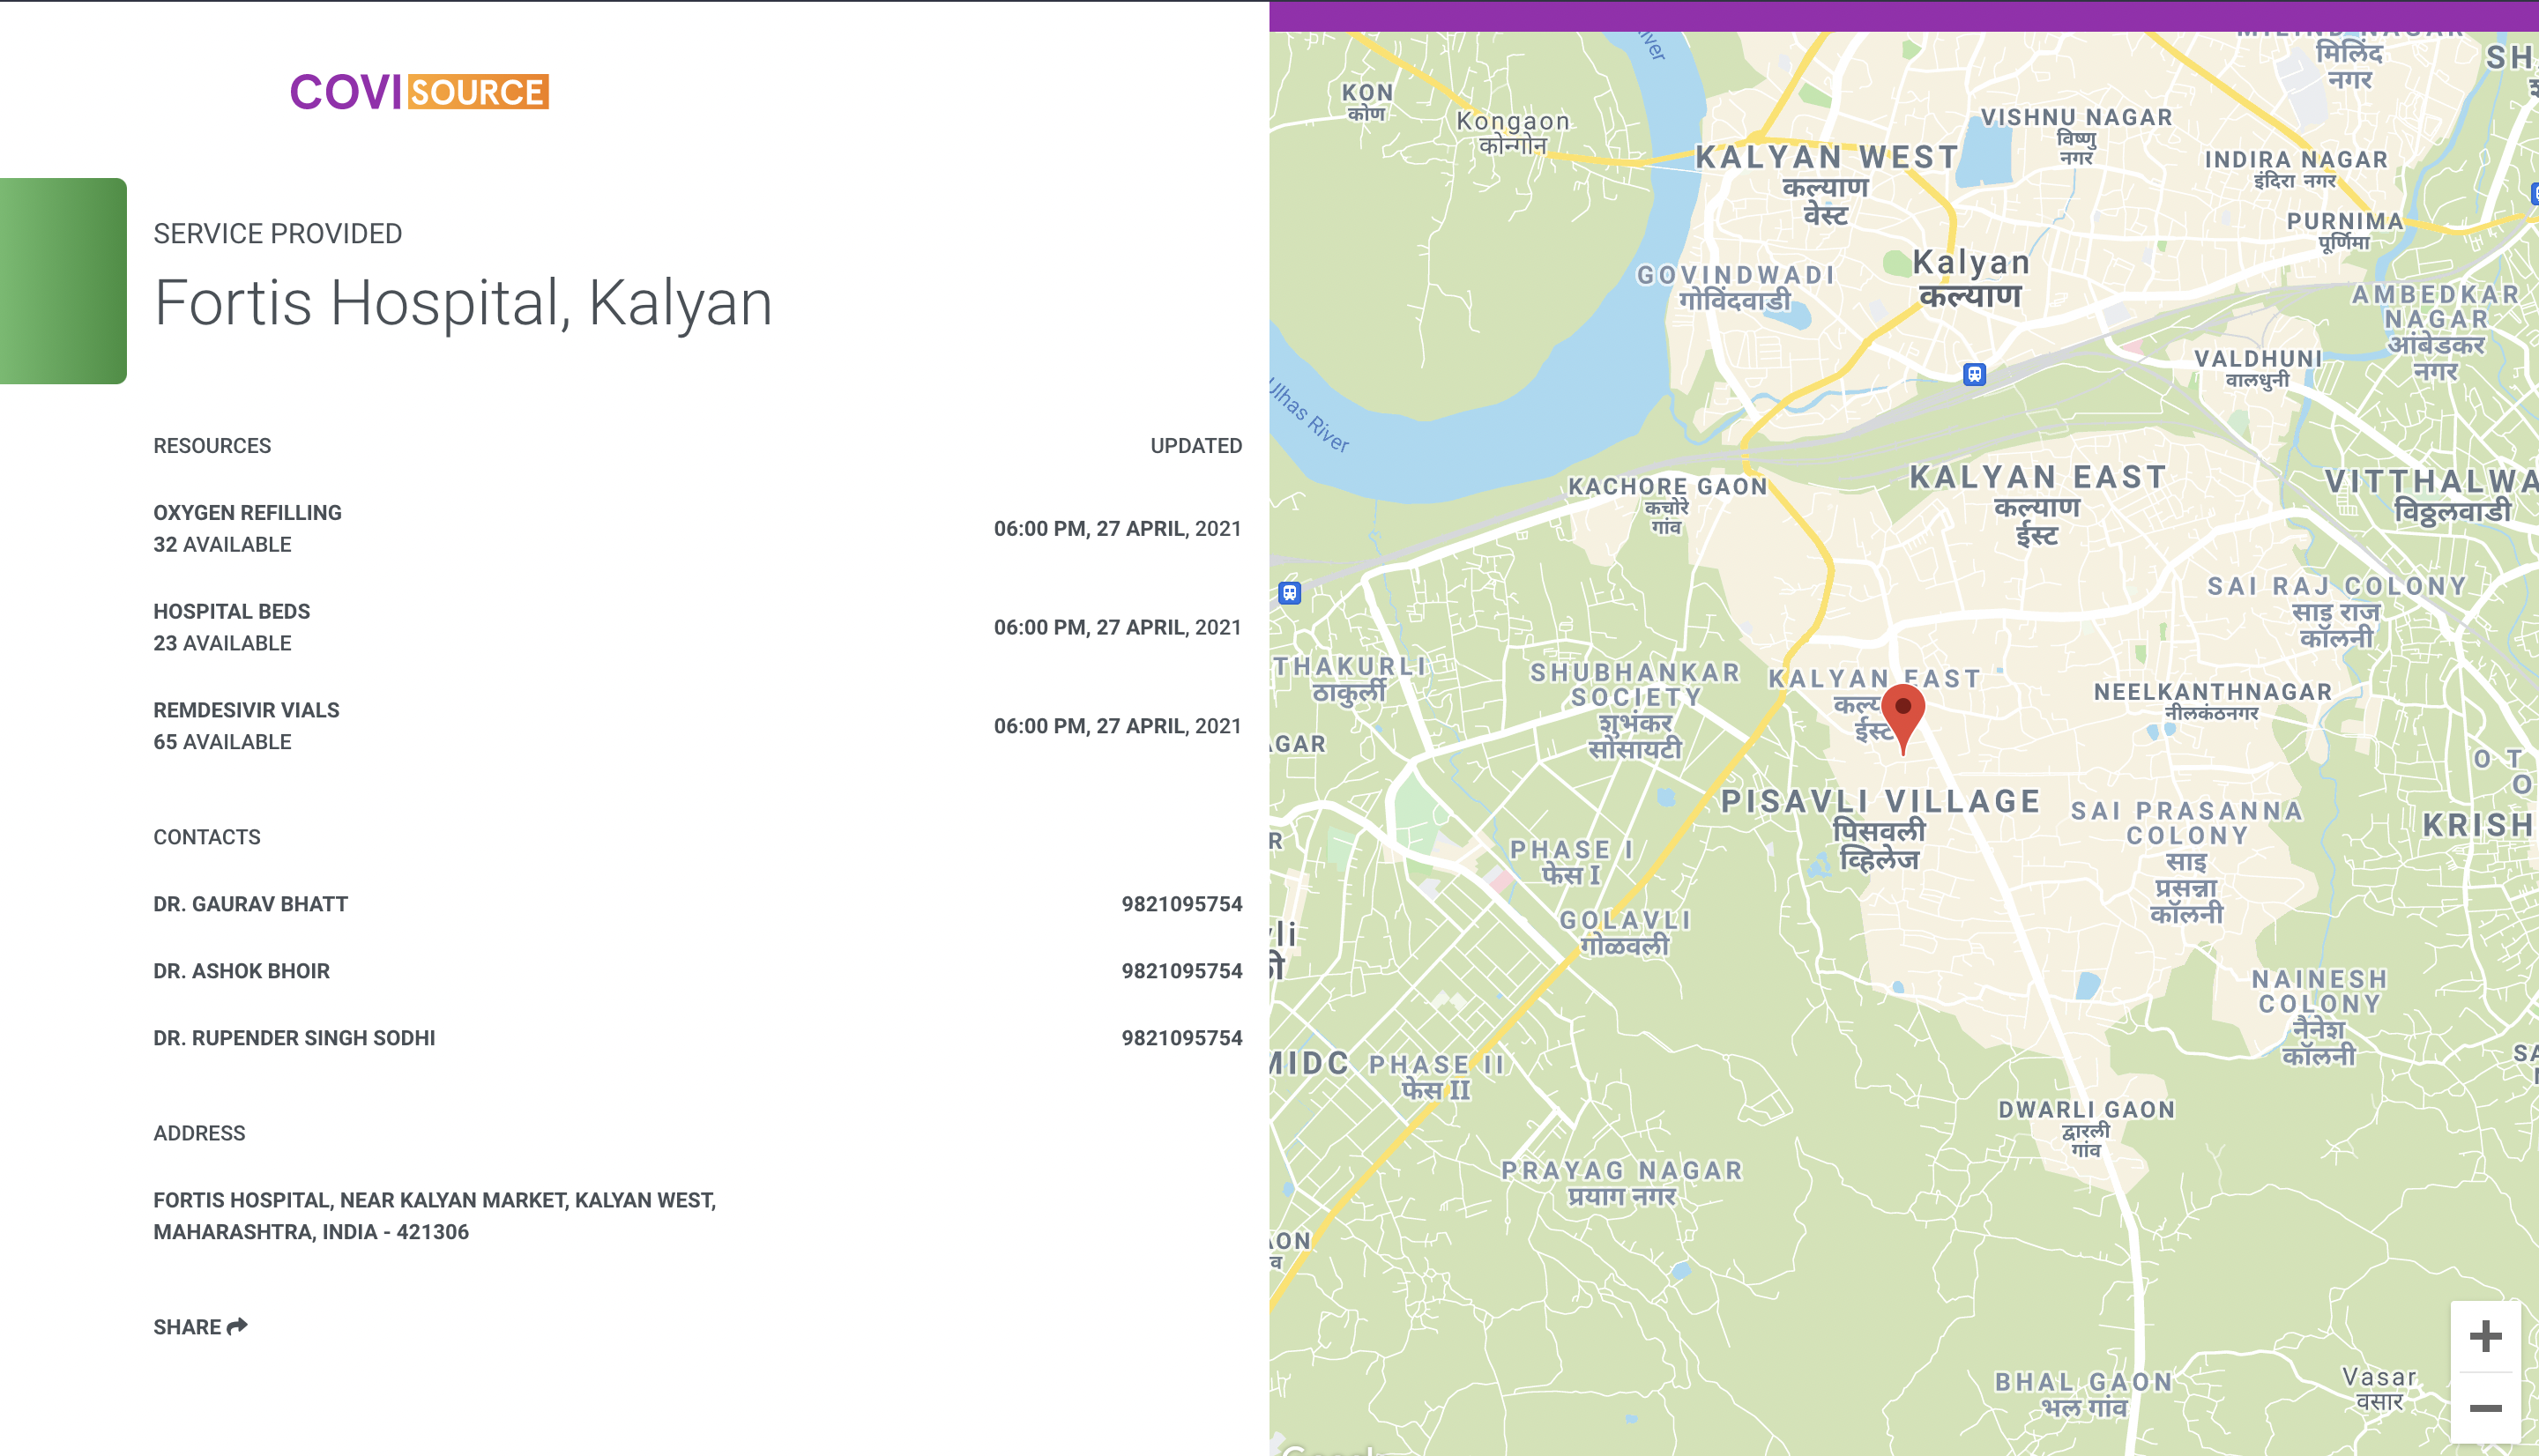 COVISOURCE
SERVICE PROVIDED
Fortis Hospital, Kalyan
RESOURCES
UPDATED
OXYGEN REFILLING
32 AVAILABLE
06:00 PM, 27 APRIL, 2021
HOSPITAL BEDS
23 AVAILABLE
06:00 PM, 27 APRIL, 2021
REMDESIVIR VIALS
65 AVAILABLE
06:00 PM, 27 APRIL, 2021
CONTACTS
DR. GAURAV BHATT
9821095754
DR. ASHOK BHOIR
9821095754
DR. RUPENDER SINGH SODHI
9821095754
ADDRESS
FORTIS HOSPITAL, NEAR KALYAN MARKET, KALYAN WEST,
MAHARASHTRA, INDIA - 421306
SHARE
मिलिंद
नगर
KON
कोण
Kongaon
कोन्गोन
VISHNU NAGAR
विष्णु
नगर
KALYAN WEST
कल्याण
वेस्ट
INDIRA NAGAR
इंदिरा नगर
PURNIMA
पूर्णिमा
GOVINDWADI
गोविंदवाडी
Kalyan
कल्याण
AMBEDKAR
NAGAR
आंबेडकर
नगर
VALDHUNI
वालधुनी
Ulhas River
KACHORE GAON
कचोरे
गांव
KALYAN EAST
कल्याण
ईस्ट
VITTHALWA
विठ्ठलवाडी
SAI RAJ COLONY
साइ राज
कॉलनी
THAKURLI
ठाकुर्ली
SHUBHANKAR
SOCIETY
शुभंकर
सोसायटी
KALYAN EAST
ईस्ट
NEELKANTHNAGAR
नीलकंठनगर
AGAR
PISAVLI VILLAGE
पिसवली
व्हिलेज
SAI PRASANNA
COLONY
साइ
प्रसन्ना
कॉलनी
KRISH
PHASE I
फेस I
GOLAVLI
गोळवली
NAINESH
COLONY
नैनेश
कॉलनी
MIDC
PHASE II
फेस II
DWARLI GAON
द्वारली
गांव
PRAYAG NAGAR
प्रयाग नगर
BHAL GAON
भल गांव
Vasar
वसार